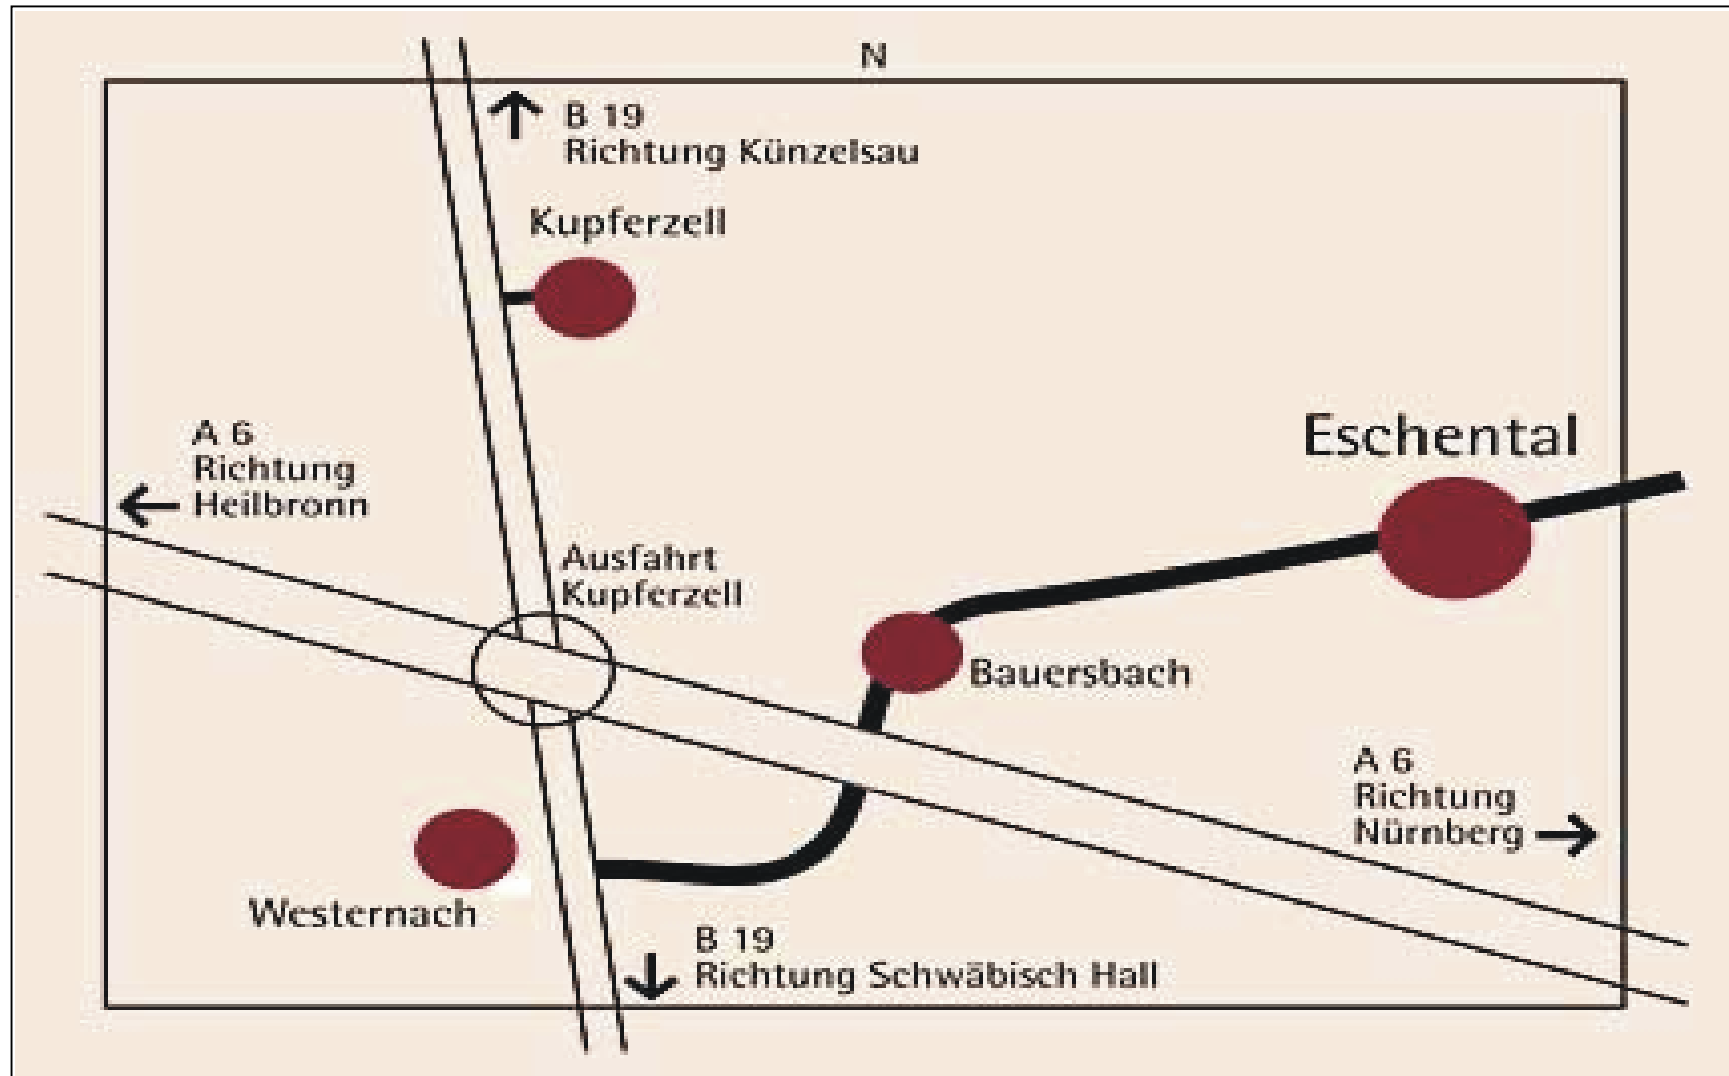 N
B 19
Richtung Künzelsau
Kupferzell
A 6
Richtung
Heilbronn
Eschental
Ausfahrt
Kupferzell
Bauersbach
A 6
Richtung
Nürnberg
Westernach
B 19
Richtung Schwäbisch Hall